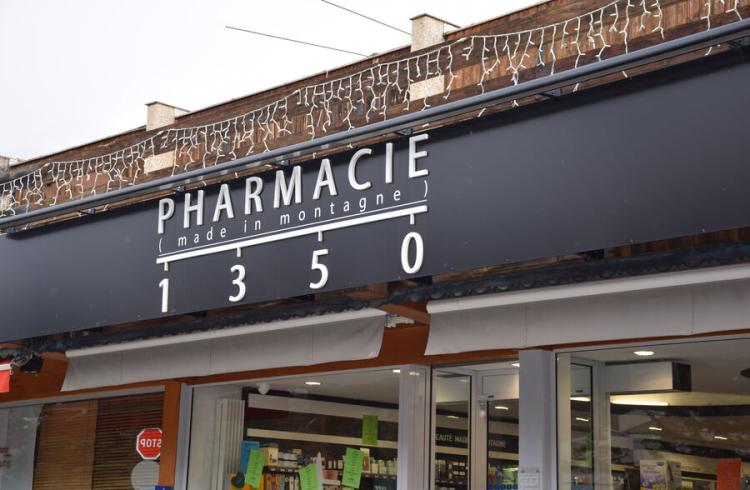 PHARMACIE
( made in montagne )
1 3 5 0
STOP